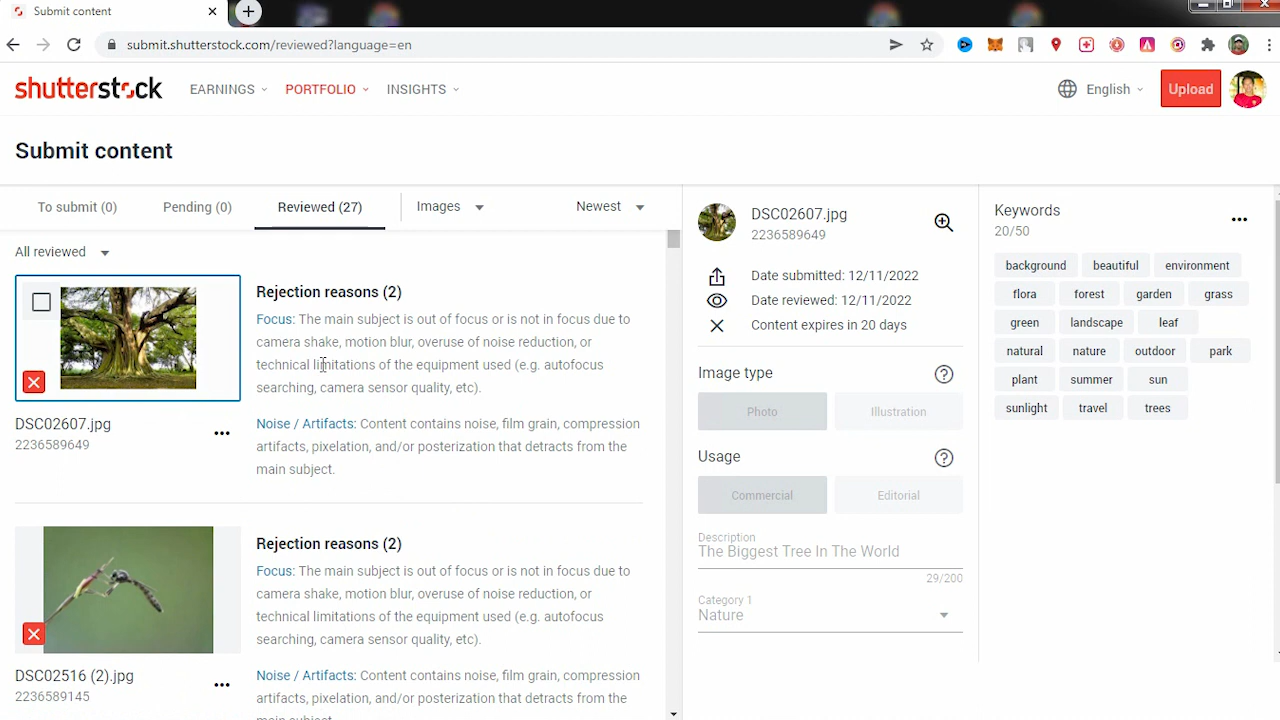 Submit content
submit.shutterstock.com/reviewed?language=en
shutterstock
EARNINGS
PORTFOLIO
INSIGHTS
English
Upload
Submit content
To submit (0)
Pending (0)
Reviewed (27)
Images
Newest
All reviewed
Rejection reasons (2)
Focus: The main subject is out of focus or is not in focus due to
camera shake, motion blur, overuse of noise reduction, or
technical limitations of the equipment used (e.g. autofocus
searching, camera sensor quality, etc).
Noise / Artifacts: Content contains noise, film grain, compression
artifacts, pixelation, and/or posterization that detracts from the
main subject.
DSC02607.jpg
2236589649
Rejection reasons (2)
Focus: The main subject is out of focus or is not in focus due to
camera shake, motion blur, overuse of noise reduction, or
technical limitations of the equipment used (e.g. autofocus
searching, camera sensor quality, etc).
Noise / Artifacts: Content contains noise, film grain, compression
artifacts, pixelation, and/or posterization that detracts from the
main subject.
DSC02516 (2).jpg
2236589145
DSC02607.jpg
2236589649
Date submitted: 12/11/2022
Date reviewed: 12/11/2022
Content expires in 20 days
Image type
Photo
Illustration
Usage
Commercial
Editorial
Description
The Biggest Tree In The World
29/200
Category 1
Nature
Keywords
20/50
background
beautiful
environment
flora
forest
garden
grass
green
landscape
leaf
natural
nature
outdoor
park
plant
summer
sun
sunlight
travel
trees